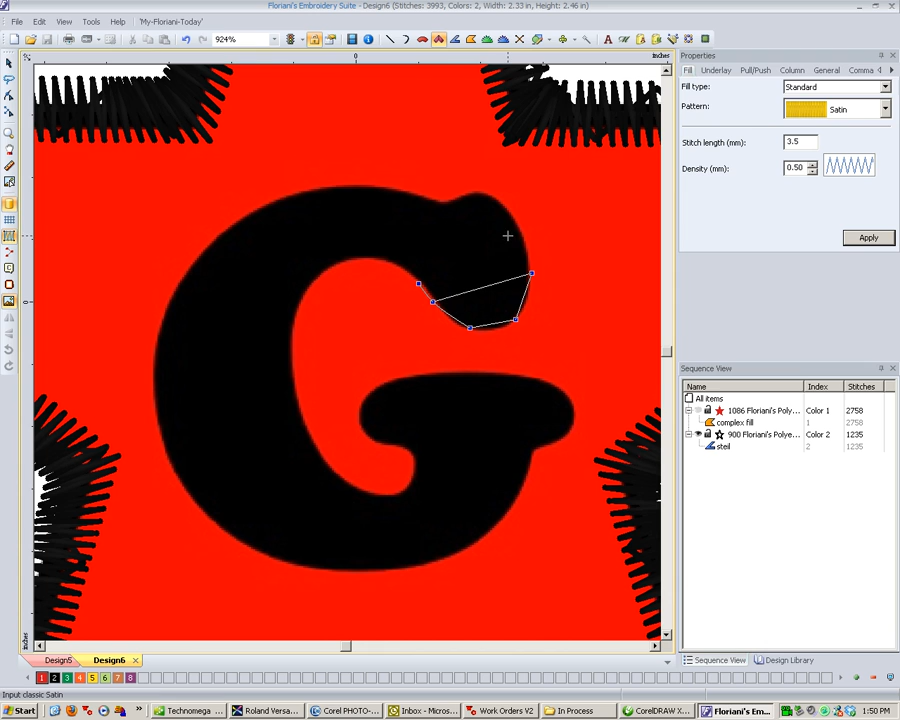 Floriani's Embroidery Suite - Design6 (Stitches: 3993, Colors: 2, Width: 2.33 in, Height: 2.46 in)
File Edit View Tools Help 'My-Floriani-Today'
924%
0 inches
Properties
Fill Underlay Pull/Push Column General Comma
Fill type: Standard
Pattern: Satin
Stitch length (mm): 3.5
Density (mm): 0.50
Apply
0
G
Sequence View
Name Index Stitches
All items
1086 Floriani's Poly... Color 1 2758
complex fill 1 2758
900 Floriani's Polye... Color 2 1235
steil 2 1235
inches
Design5 Design6
Sequence View Design Library
1 2 3 4 5 6 7 8
Input classic Satin
Start Technomega ... Roland Versa... Corel PHOTO-... Inbox - Micros... Work Orders V2 In Process CorelDRAW X... Floriani's Em... 1:50 PM